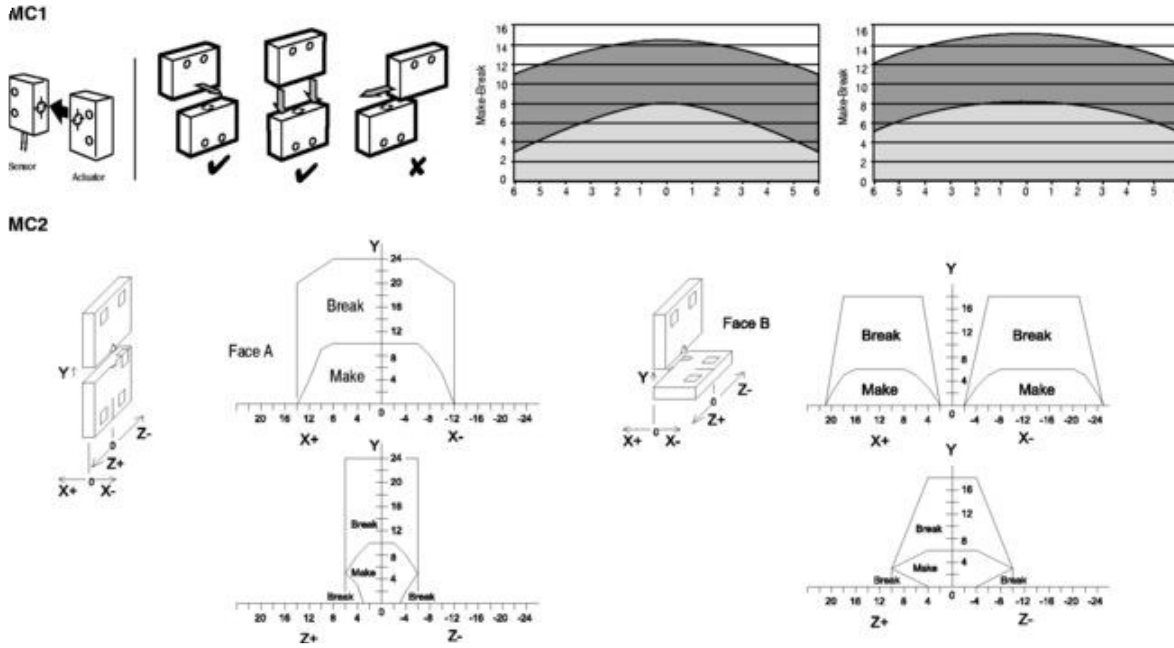 MC1
Sensor
Actuator
Make-Break
16
14
12
10
8
6
4
2
0
6 5 4 3 2 1 0 1 2 3 4 5 6
Make-Break
16
14
12
10
8
6
4
2
0
6 5 4 3 2 1 0 1 2 3 4 5 6
MC2
Y
Z-
0
Z+
X+ 0 X-
Face A
Y
24
20
16
12
8
4
0
Break
Make
20 16 12 8 4 0 -4 -8 -12 -16 -20 -24
X+ X-
Y
24
20
16
12
8
4
0
Break
Make
Break Break
20 16 12 8 4 0 -4 -8 -12 -16 -20 -24
Z+ Z-
Face B
Y
Z-
0
Z+
X+ 0 X-
Y
16
12
8
4
0
Break Break
Make Make
20 16 12 8 4 0 -4 -8 -12 -16 -20 -24
X+ X-
Y
16
12
8
4
0
Break
Make
Break Break
20 16 12 8 4 0 -4 -8 -12 -16 -20 -24
Z+ Z-